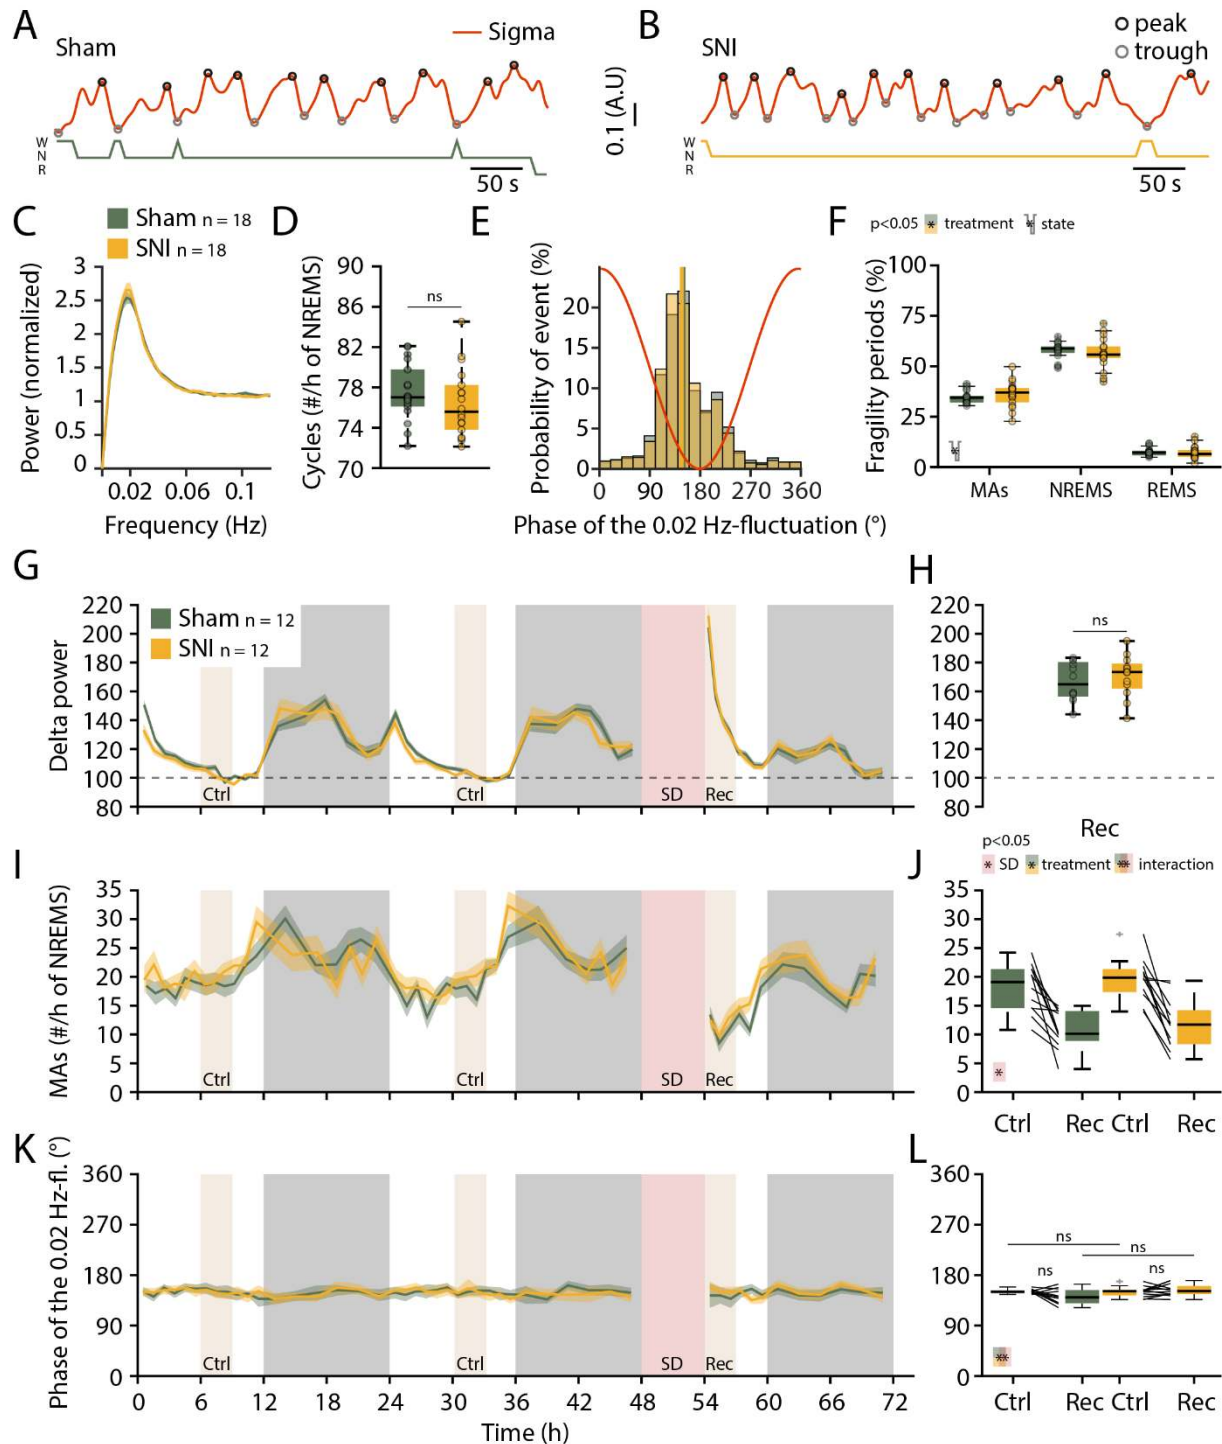 A
Sham
Sigma
W
N
R
50 s
0.1 (A.U)
B
SNI
peak
trough
W
N
R
50 s
C
Sham n = 18
SNI n = 18
Power (normalized)
3
2.5
2
1.5
1
0.5
0
0.02 0.06 0.1
Frequency (Hz)
D
Cycles (#/h of NREMS)
90
86
82
78
74
70
ns
E
Probability of event (%)
20
15
10
5
0
0 90 180 270 360
Phase of the 0.02 Hz-fluctuation (°)
F
p<0.05 * treatment * state
Fragility periods (%)
100
75
50
25
0
*
MAs NREMS REMS
G
Sham n = 12
SNI n = 12
Delta power
220
200
180
160
140
120
100
80
Ctrl Ctrl SD Rec
H
220
200
180
160
140
120
100
80
ns
Rec
I
MAs (#/h of NREMS)
35
30
25
20
15
10
5
0
Ctrl Ctrl SD Rec
J
p<0.05
* SD * treatment ** interaction
35
30
25
20
15
10
5
0
*
Ctrl Rec Ctrl Rec
K
Phase of the 0.02 Hz-fl. (°)
360
270
180
90
0
Ctrl Ctrl SD Rec
0 6 12 18 24 30 36 42 48 54 60 66 72
Time (h)
L
360
270
180
90
0
ns
ns
ns ns
**
Ctrl Rec Ctrl Rec